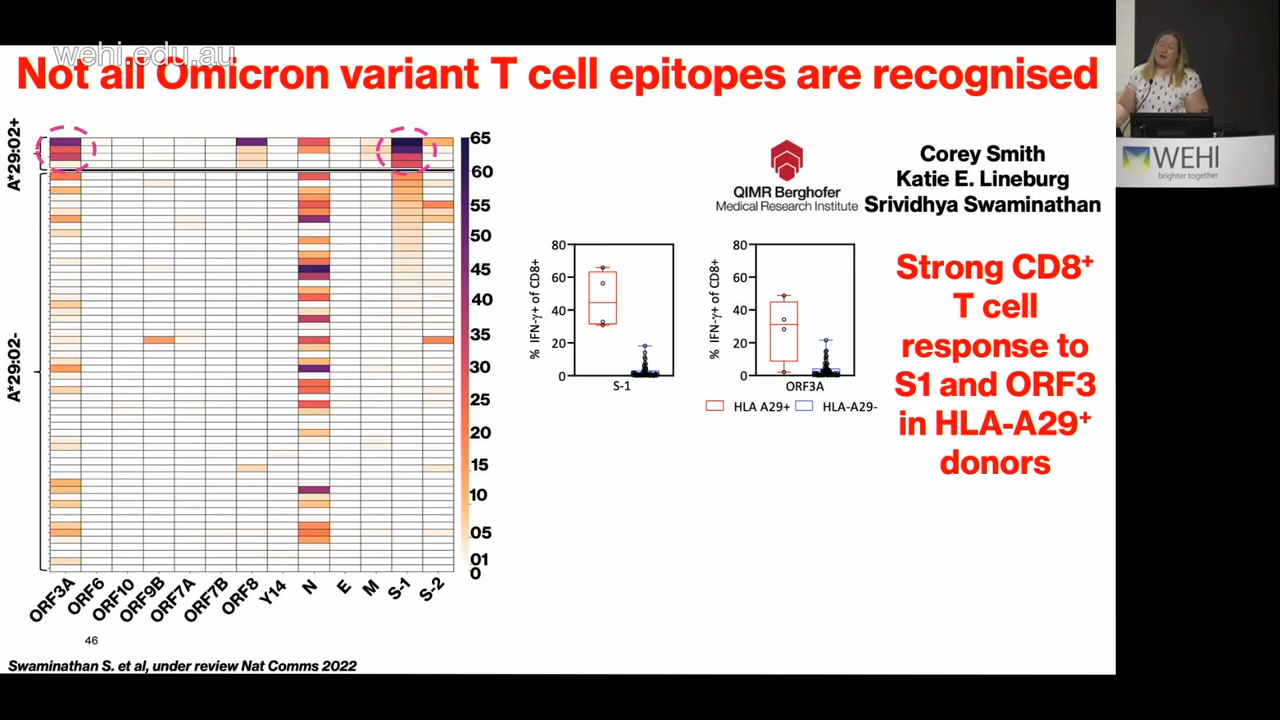 wehi.edu.au
Not all Omicron variant T cell epitopes are recognised
A*29:02+
A*29:02-
65
60
55
50
45
40
35
30
25
20
15
10
05
01
0
ORF3A
ORF6
ORF10
ORF9B
ORF7A
ORF7B
ORF8
Y14
N
E
M
S-1
S-2
QIMR Berghofer
Medical Research Institute
Corey Smith
Katie E. Lineburg
Srividhya Swaminathan
% IFN-γ+ of CD8+
80
60
40
20
0
S-1
% IFN-γ+ of CD8+
80
60
40
20
0
ORF3A
HLA A29+
HLA-A29-
Strong CD8⁺
T cell
response to
S1 and ORF3
in HLA-A29⁺
donors
46
Swaminathan S. et al, under review Nat Comms 2022
WEHI
brighter together